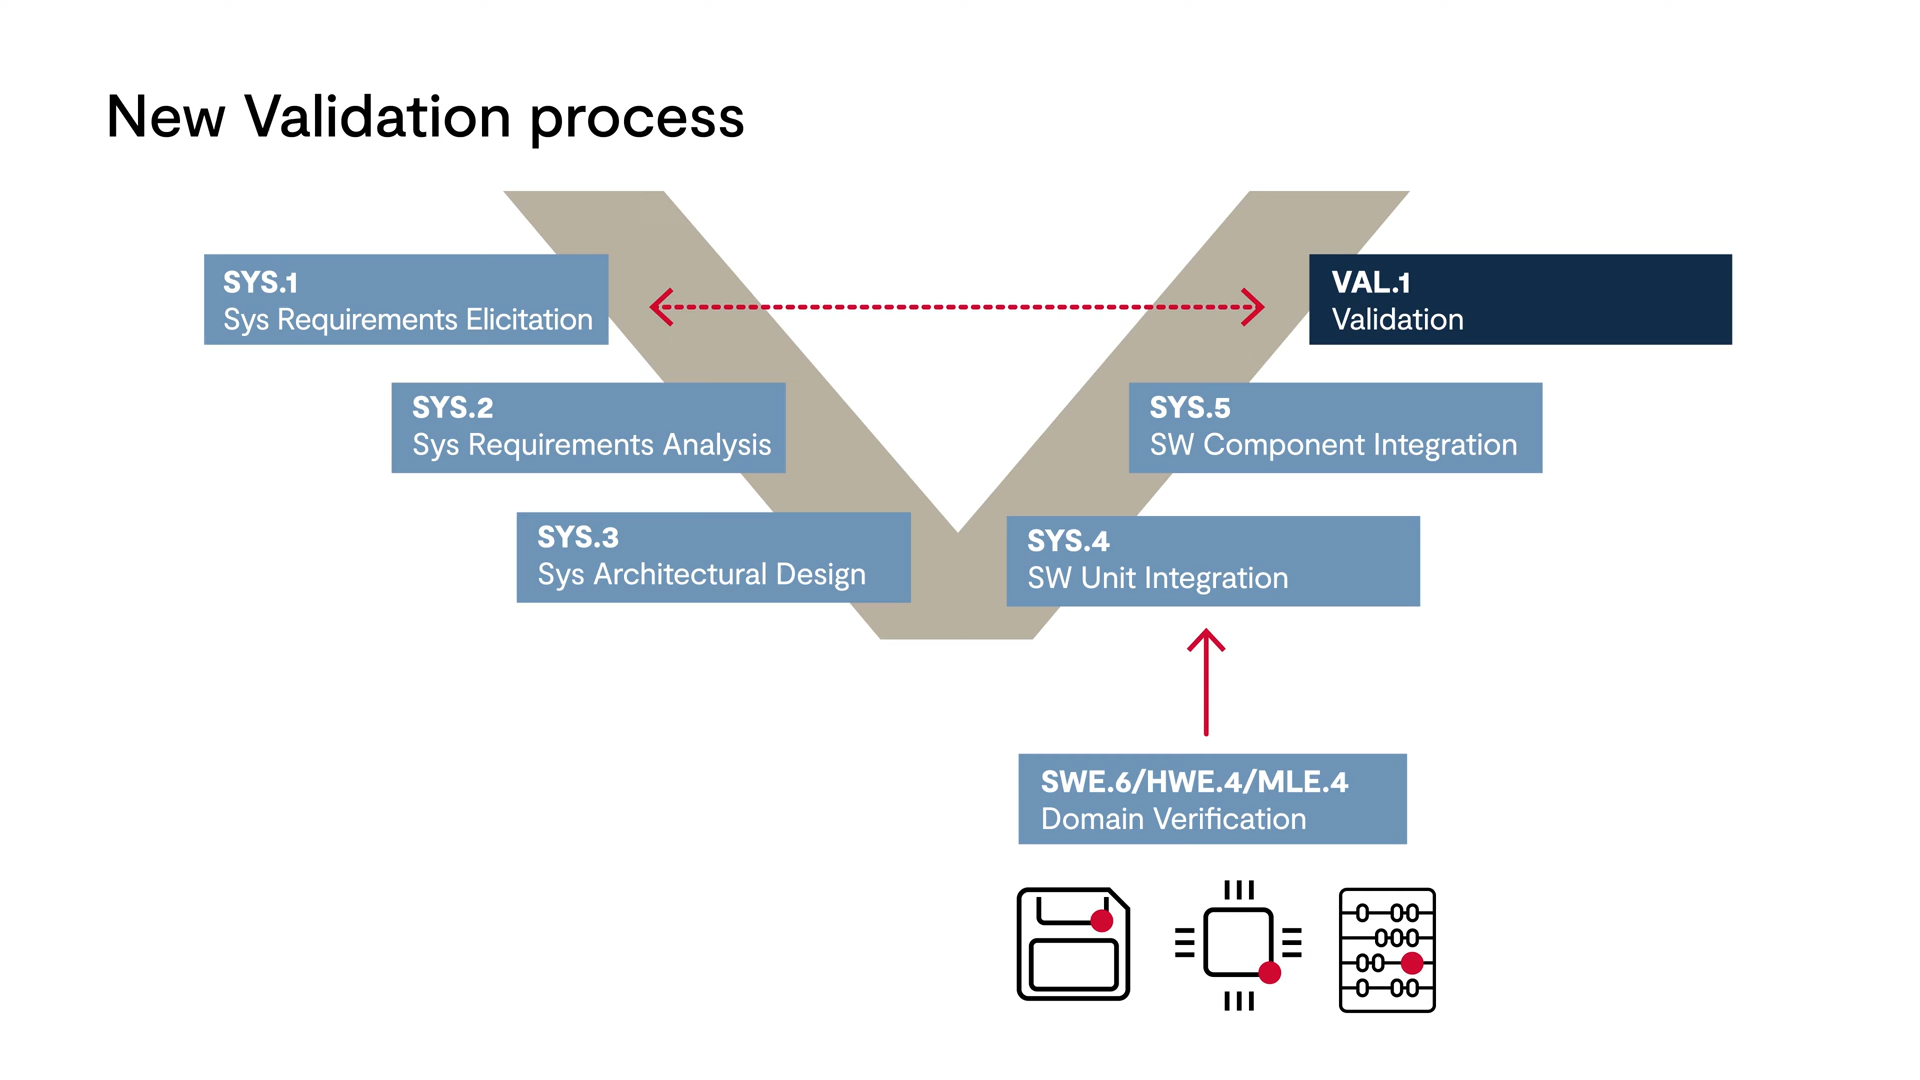 New Validation process
SYS.1
Sys Requirements Elicitation
VAL.1
Validation
SYS.2
Sys Requirements Analysis
SYS.5
SW Component Integration
SYS.3
Sys Architectural Design
SYS.4
SW Unit Integration
SWE.6/HWE.4/MLE.4
Domain Verification